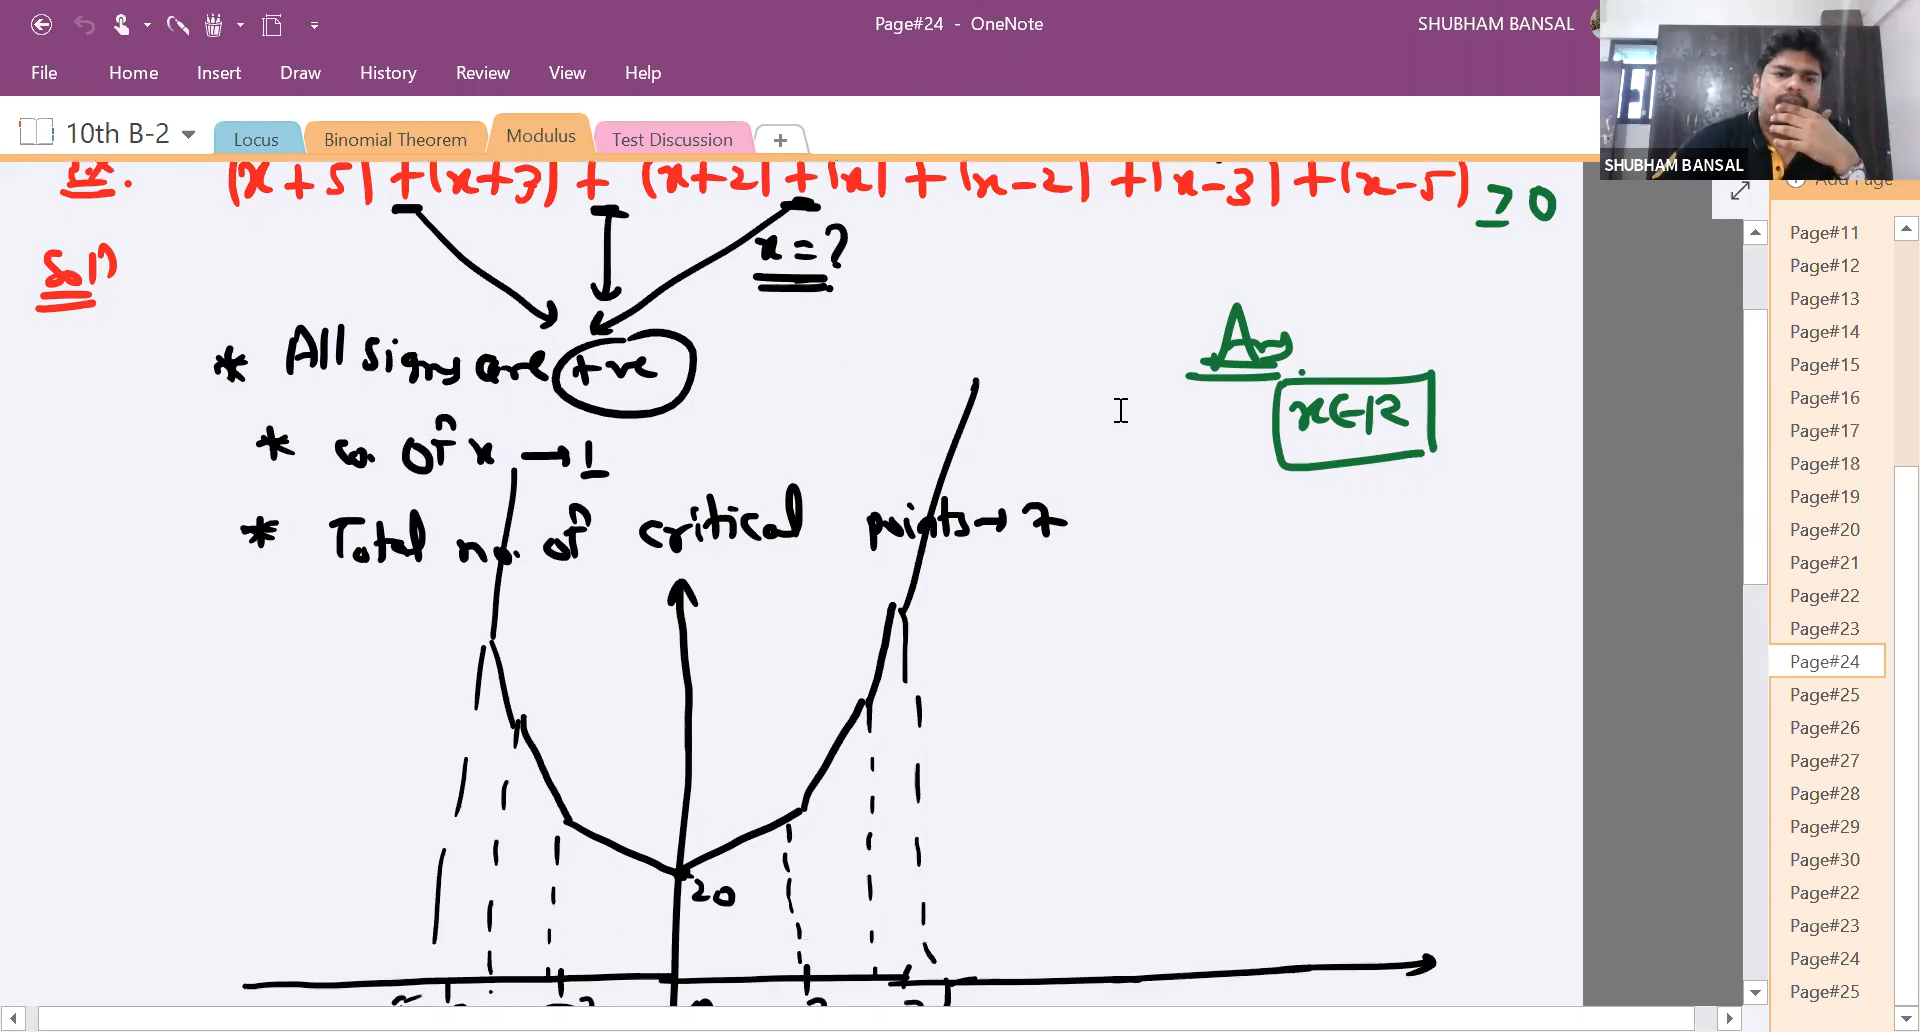 Page#24 - OneNote
SHUBHAM BANSAL
File Home Insert Draw History Review View Help
SHUBHAM BANSAL
10th B-2
Locus
Binomial Theorem
Modulus
Test Discussion
Add Page
Ex. |x+5| + |x+3| + |x+2| + |x| + |x-2| + |x-3| + |x-5| ≥ 0
x = ?
Soln
* All signs are +ve
Ans.
x∈R
* co. of x → 1
* Total no. of critical points → 7
20
Page#11
Page#12
Page#13
Page#14
Page#15
Page#16
Page#17
Page#18
Page#19
Page#20
Page#21
Page#22
Page#23
Page#24
Page#25
Page#26
Page#27
Page#28
Page#29
Page#30
Page#22
Page#23
Page#24
Page#25